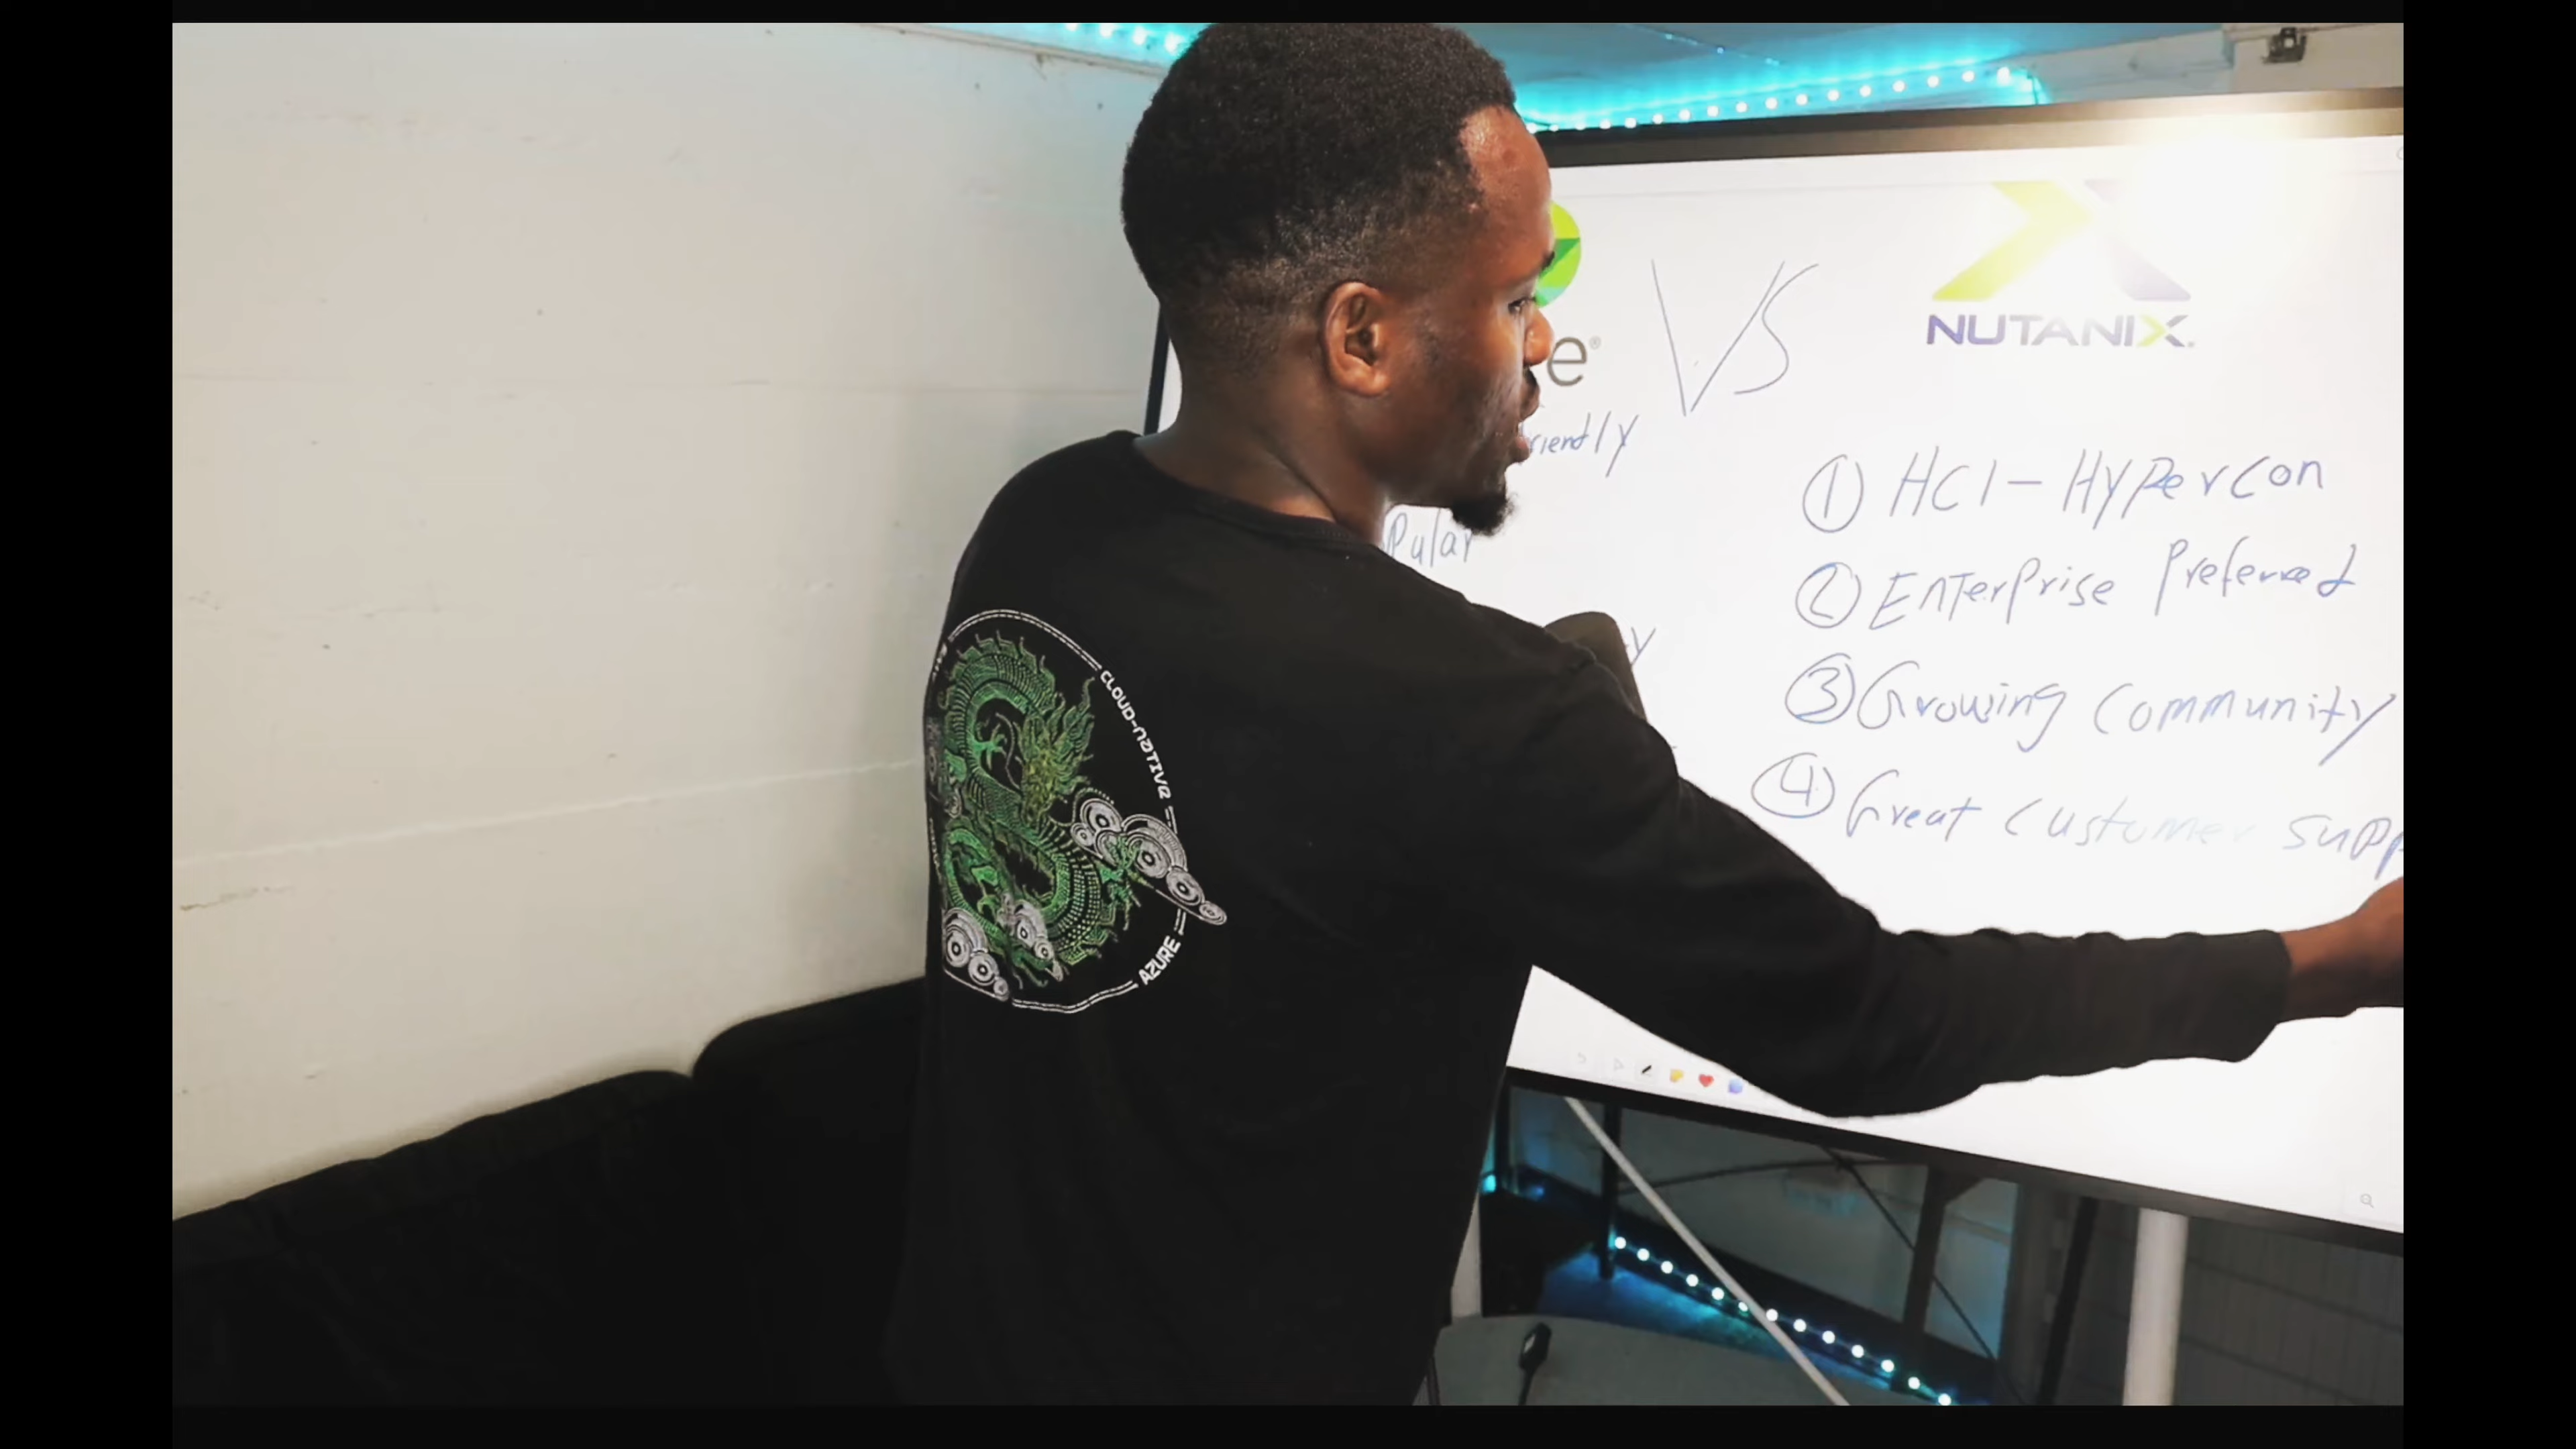 e®
VS
NUTANIX
riendly
Pular
y
① HCI - Hypercon
② Enterprise Preferred
③ Growing Community
④ Great Customer Supp
CLOUD-NATIVE
AZURE